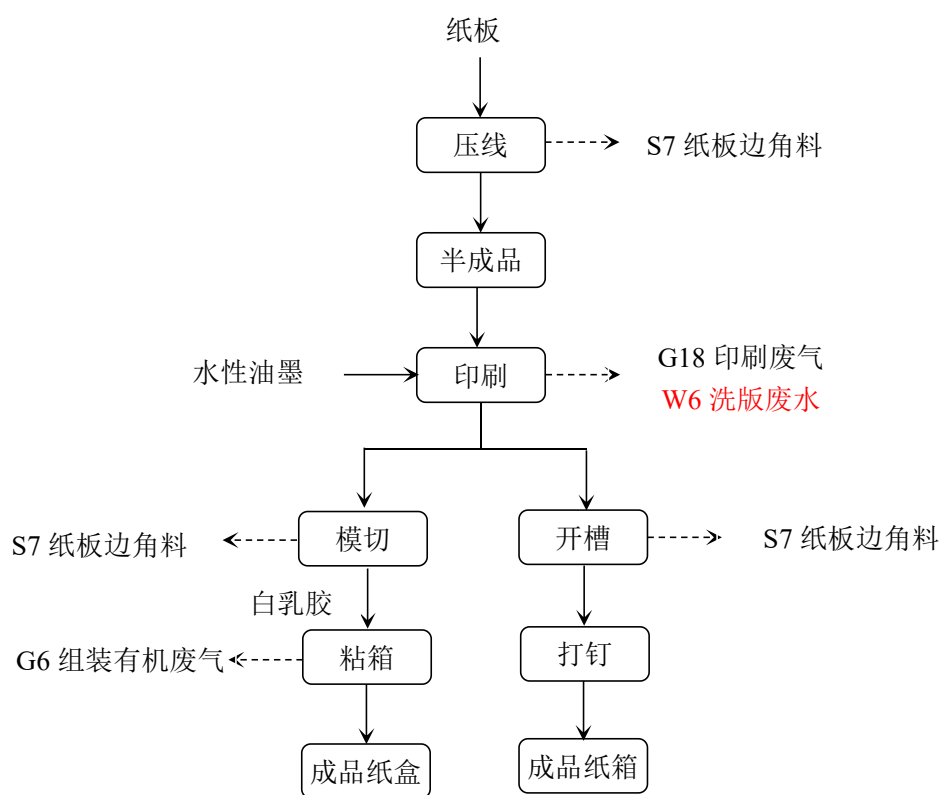 纸板
压线
S7 纸板边角料
半成品
水性油墨
印刷
G18 印刷废气
W6 洗版废水
S7 纸板边角料
模切
开槽
S7 纸板边角料
白乳胶
G6 组装有机废气
粘箱
打钉
成品纸盒
成品纸箱